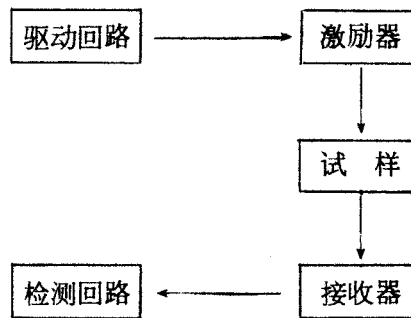 驱动回路
激励器
试 样
接收器
检测回路